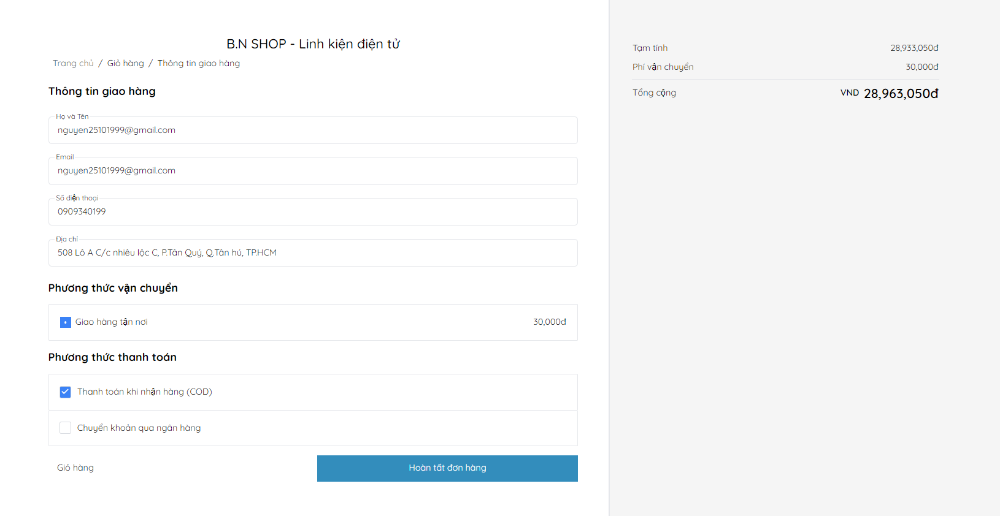 B.N SHOP - Linh kiện điện tử
Trang chủ / Giỏ hàng / Thông tin giao hàng
Thông tin giao hàng
Họ và Tên
nguyen25101999@gmail.com
Email
nguyen25101999@gmail.com
Số điện thoại
0909340199
Địa chỉ
508 Lô A C/c nhiêu lộc C, P.Tân Quý, Q.Tân hú, TP.HCM
Phương thức vận chuyển
Giao hàng tận nơi 30,000đ
Phương thức thanh toán
Thanh toán khi nhận hàng (COD)
Chuyển khoản qua ngân hàng
Giỏ hàng
Hoàn tất đơn hàng
Tạm tính 28,933,050đ
Phí vận chuyển 30,000đ
Tổng cộng VND 28,963,050đ